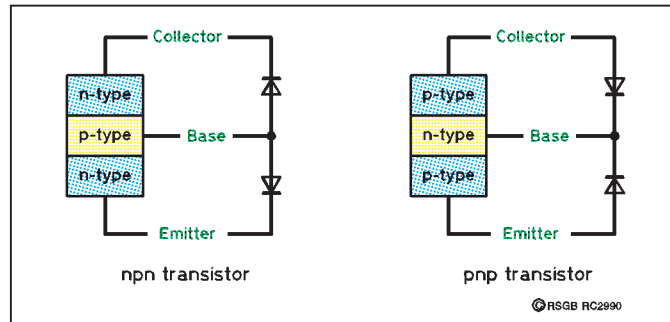 Collector
n-type
p-type
Base
n-type
Emitter
npn transistor
Collector
p-type
n-type
Base
p-type
Emitter
pnp transistor
© RSGB RC2990